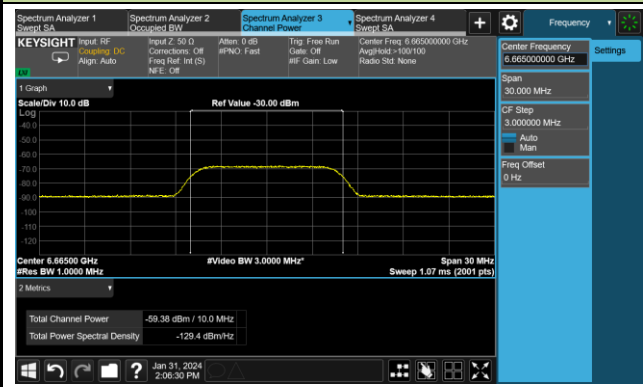 Spectrum Analyzer 1
Swept SA
Spectrum Analyzer 2
Occupied BW
Spectrum Analyzer 3
Channel Power
Spectrum Analyzer 4
Swept SA
Frequency
KEYSIGHT
Input: RF
Coupling: DC
Align: Auto
Input Z: 50 Ω
Corrections: Off
Freq Ref: Int (S)
NFE: Off
Atten: 0 dB
#PNO: Fast
Trig: Free Run
Gate: Off
#IF Gain: Low
Center Freq: 6.665000000 GHz
Avg|Hold:>100/100
Radio Std: None
Center Frequency
6.665000000 GHz
Settings
Span
30.000 MHz
CF Step
3.000000 MHz
Auto
Man
Freq Offset
0 Hz
1 Graph
Scale/Div 10.0 dB
Ref Value -30.00 dBm
Log
-40.0
-50.0
-60.0
-70.0
-80.0
-90.0
-100
-110
-120
Center 6.66500 GHz
#Video BW 3.0000 MHz*
Span 30 MHz
#Res BW 1.0000 MHz
Sweep 1.07 ms (2001 pts)
2 Metrics
Total Channel Power -59.38 dBm / 10.0 MHz
Total Power Spectral Density -129.4 dBm/Hz
Jan 31, 2024
2:06:30 PM